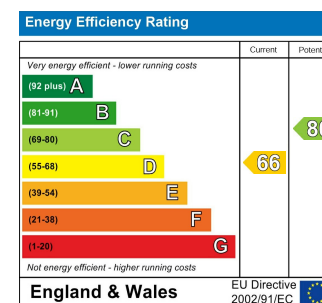 Energy Efficiency Rating
Current
Very energy efficient - lower running costs
(92 plus) A
(81-91) B
(69-80) C
(55-68) D
66
(39-54) E
(21-38) F
(1-20) G
Not energy efficient - higher running costs
England & Wales
EU Directive
2002/91/EC